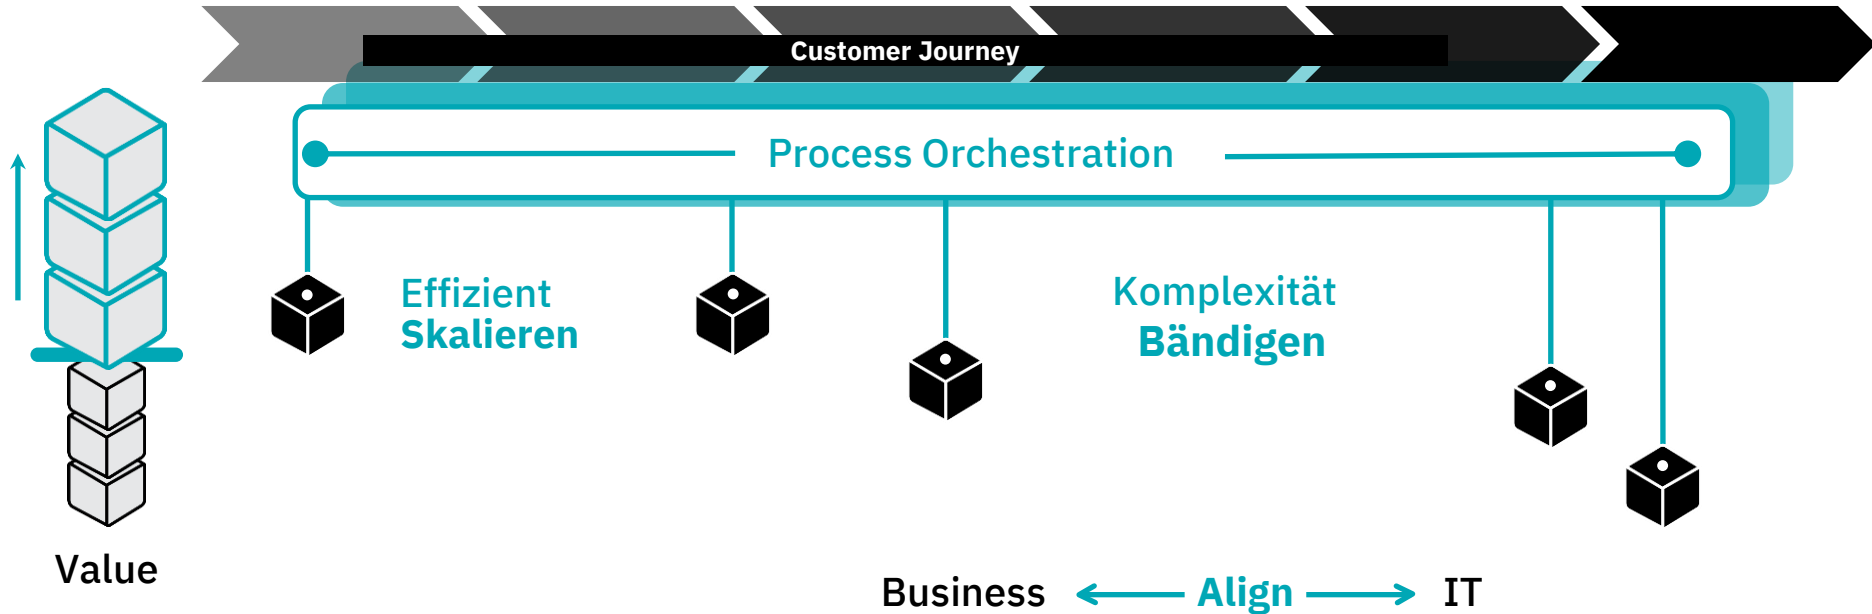 Customer Journey
Process Orchestration
Effizient
Skalieren
Komplexität
Bändigen
Value
Business Align IT